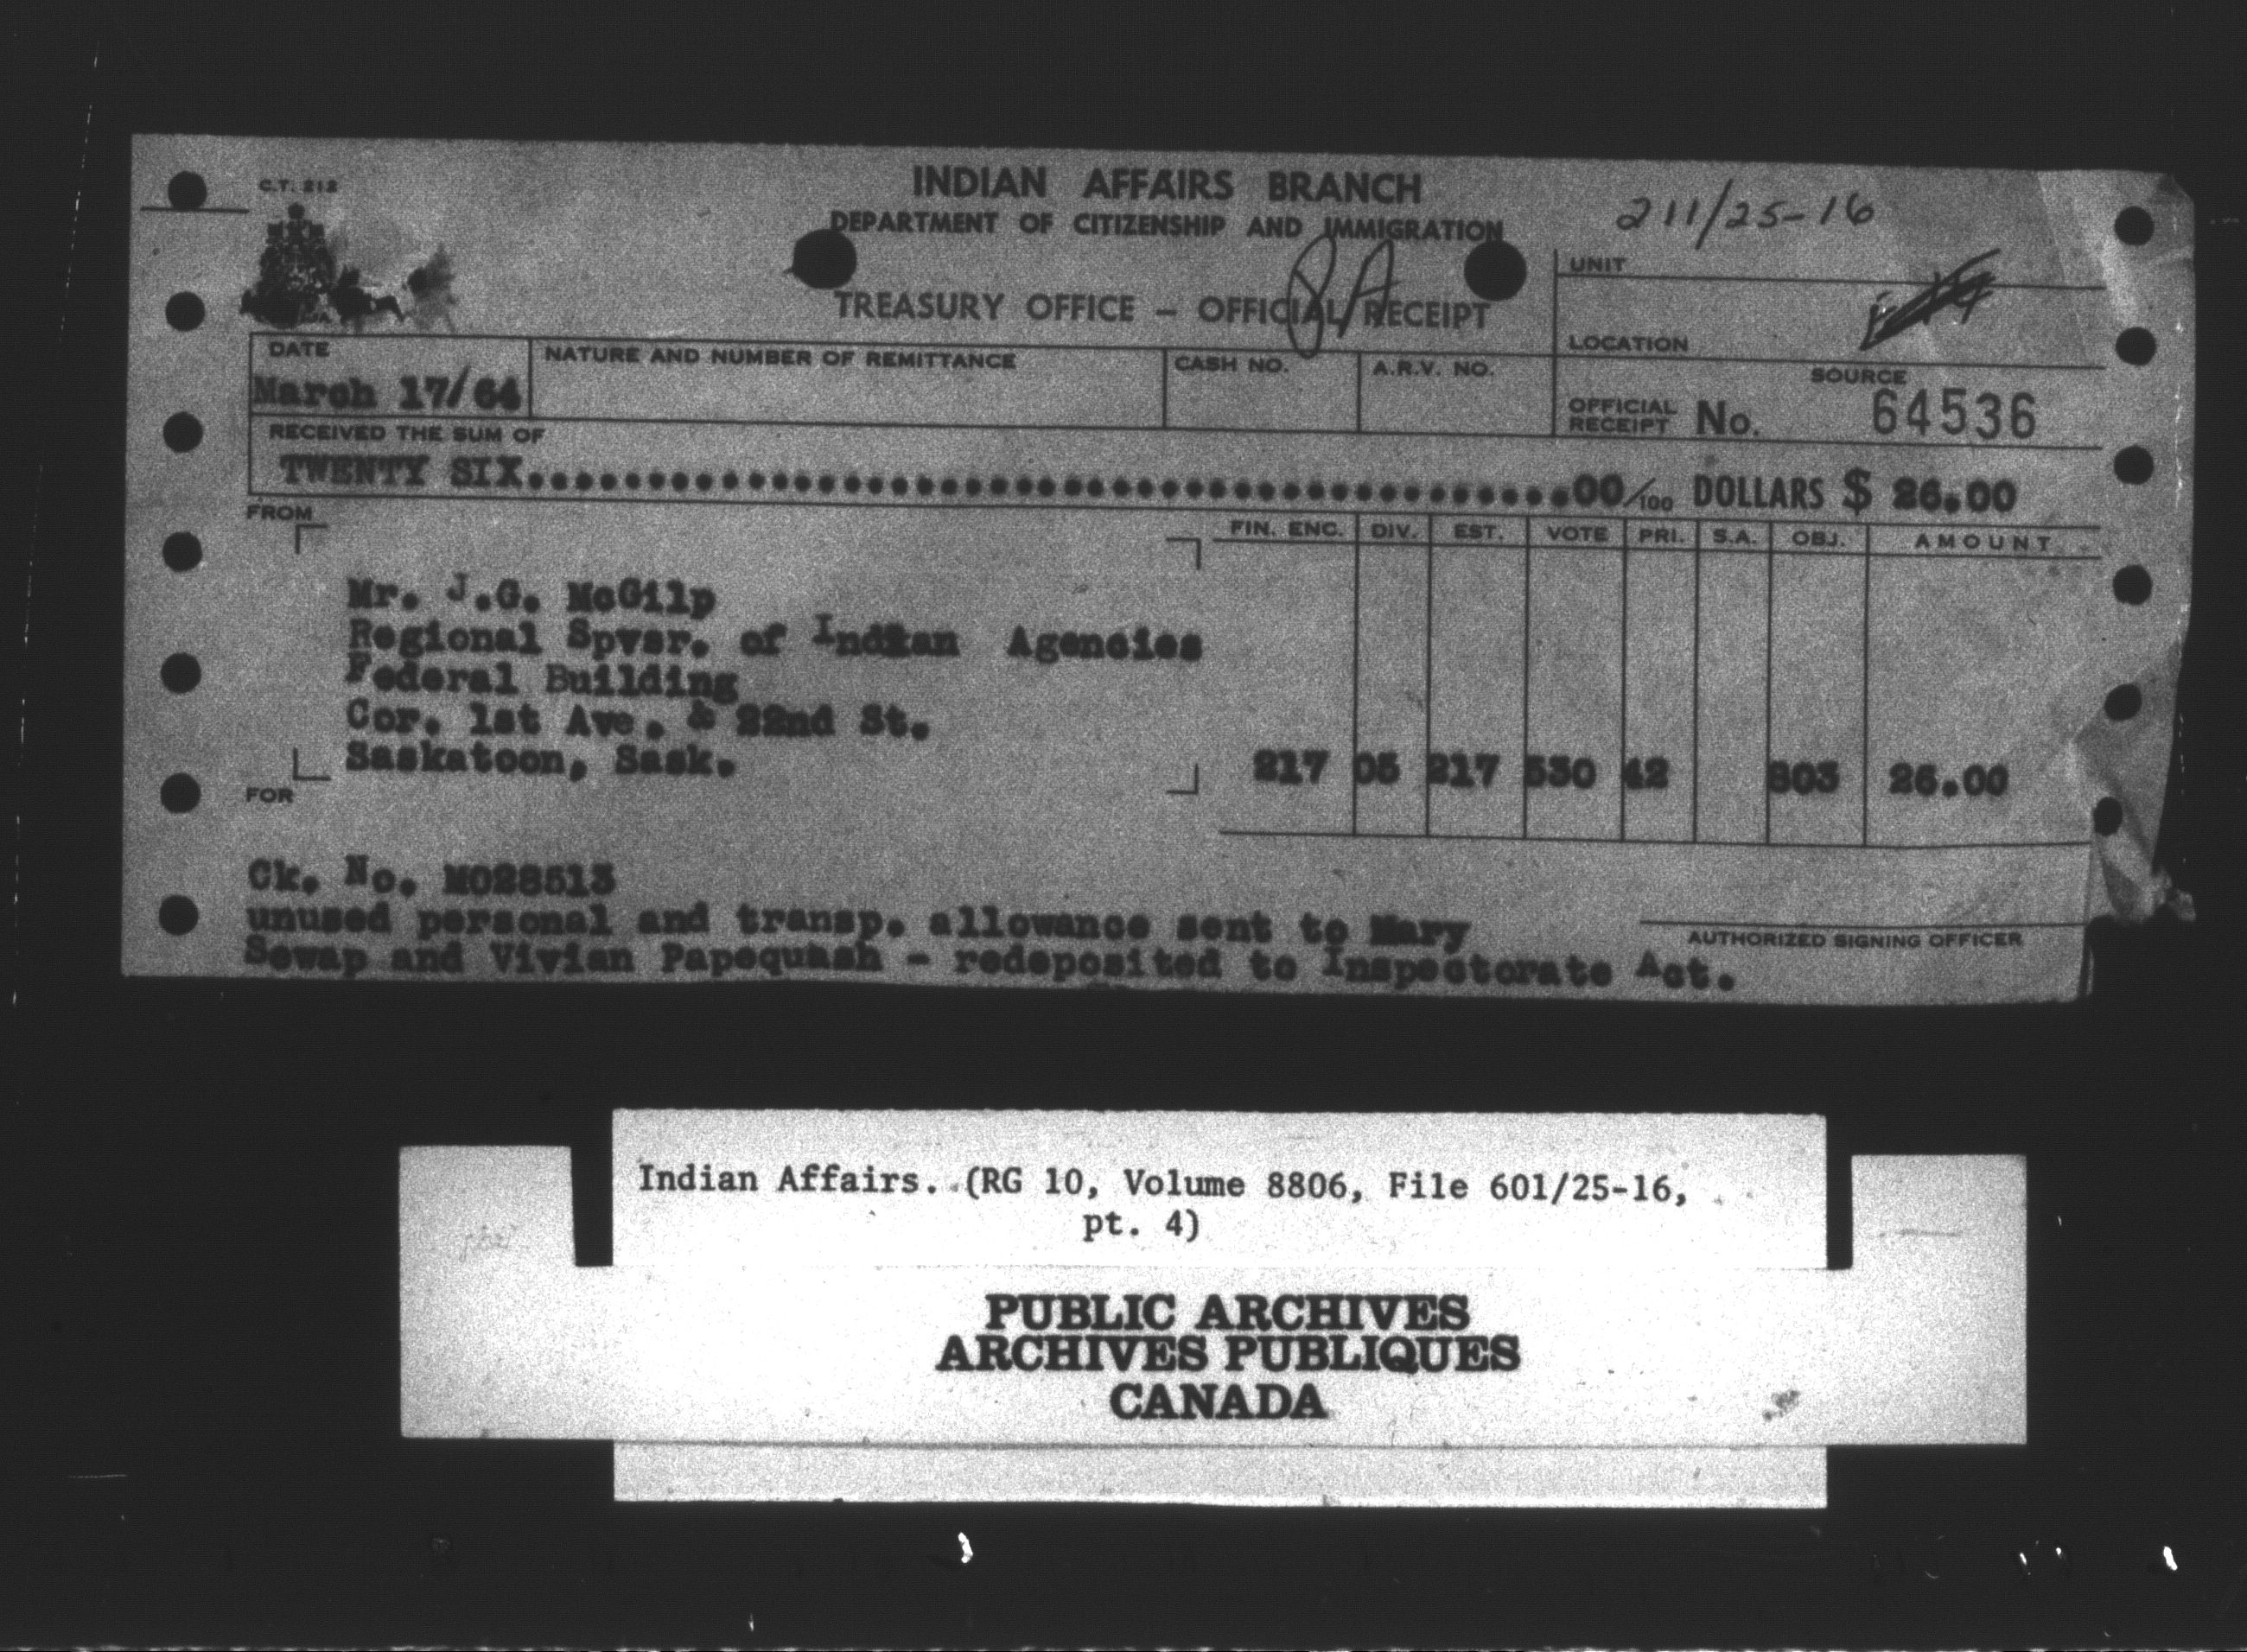 C.T. 212
INDIAN AFFAIRS BRANCH
DEPARTMENT OF CITIZENSHIP AND IMMIGRATION
211/25-16
TREASURY OFFICE — OFFICIAL RECEIPT
UNIT
LOCATION
DATE
NATURE AND NUMBER OF REMITTANCE
CASH NO.
A.R.V. NO.
SOURCE
March 17/64
OFFICIAL RECEIPT No. 64536
RECEIVED THE SUM OF
TWENTY SIX..........................................00/100 DOLLARS $ 26.00
FROM
FIN. ENC. DIV. EST. VOTE PRI. S.A. OBJ. AMOUNT
Mr. J.G. McGilp
Regional Spvsr. of Indian Agencies
Federal Building
Cor. 1st Ave. & 22nd St.
Saskatoon, Sask.
217 05 217 530 42 803 26.00
FOR
Ck. No. M028513
unused personal and transp. allowance sent to Mary
Sewap and Vivian Papequash - redeposited to Inspectorate Act.
AUTHORIZED SIGNING OFFICER
Indian Affairs. (RG 10, Volume 8806, File 601/25-16,
pt. 4)
PUBLIC ARCHIVES
ARCHIVES PUBLIQUES
CANADA